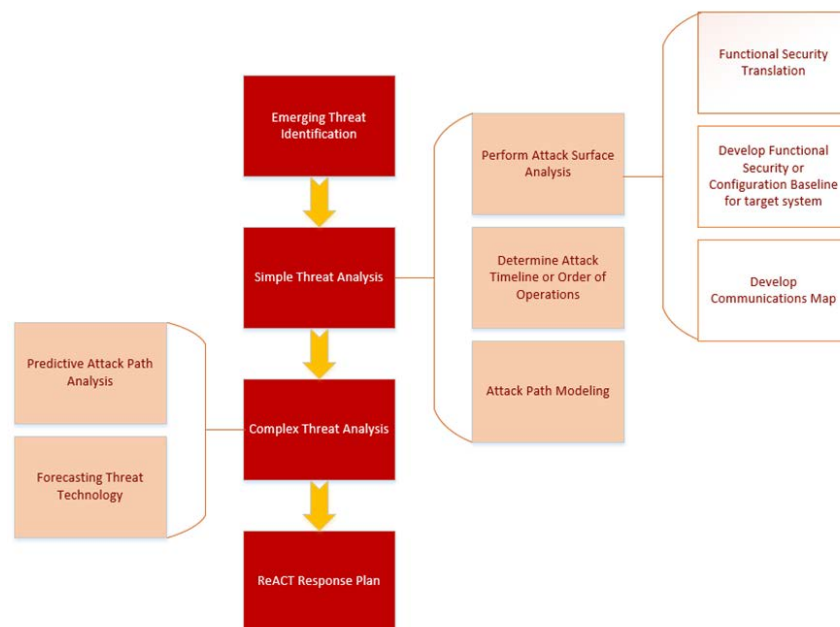 Emerging Threat
Identification
Simple Threat Analysis
Perform Attack Surface
Analysis
Functional Security
Translation
Develop Functional
Security or
Configuration Baseline
for target system
Develop
Communications Map
Determine Attack
Timeline or Order of
Operations
Attack Path Modeling
Complex Threat Analysis
Predictive Attack Path
Analysis
Forecasting Threat
Technology
ReACT Response Plan